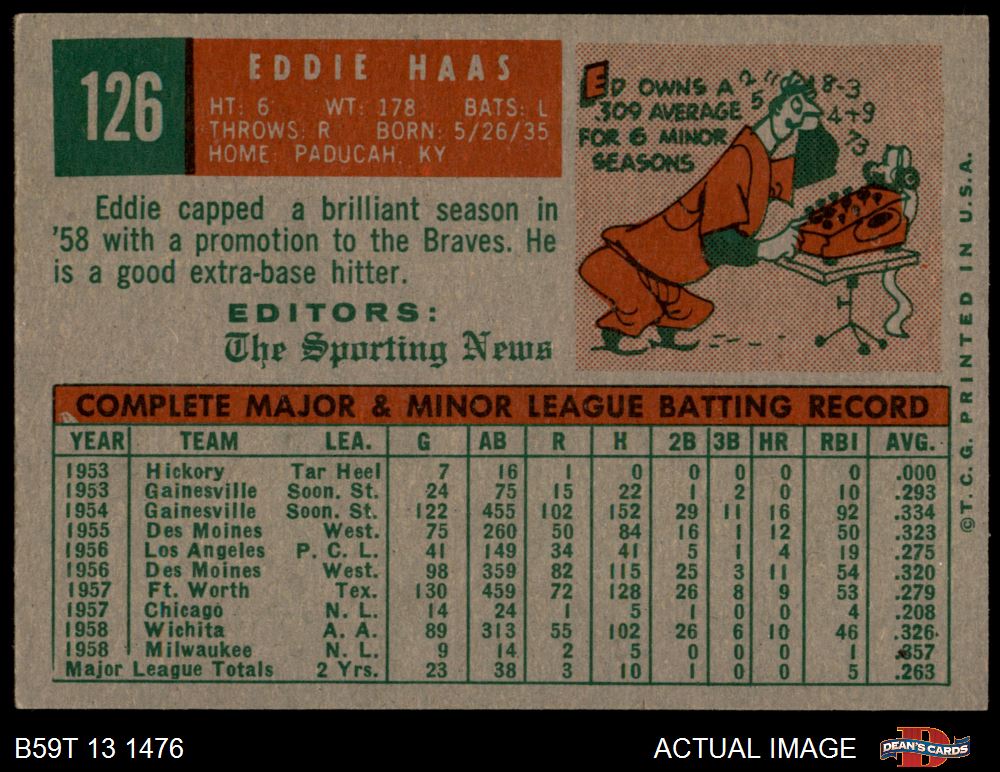 126
EDDIE HAAS
HT: 6 WT: 178 BATS: L
THROWS: R BORN: 5/26/35
HOME: PADUCAH, KY
Eddie capped a brilliant season in
'58 with a promotion to the Braves. He
is a good extra-base hitter.
EDITORS:
The Sporting News
ED OWNS A
.309 AVERAGE
FOR 6 MINOR
SEASONS
2 11 8-3
5 4+9
73
COMPLETE MAJOR & MINOR LEAGUE BATTING RECORD
YEAR TEAM LEA. G AB R H 2B 3B HR RBI AVG.
1953 Hickory Tar Heel 7 16 1 0 0 0 0 0 .000
1953 Gainesville Soon. St. 24 75 15 22 1 2 0 10 .293
1954 Gainesville Soon. St. 122 455 102 152 29 11 16 92 .334
1955 Des Moines West. 75 260 50 84 16 1 12 50 .323
1956 Los Angeles P. C. L. 41 149 34 41 5 1 4 19 .275
1956 Des Moines West. 98 359 82 115 25 3 11 54 .320
1957 Ft. Worth Tex. 130 459 72 128 26 8 9 53 .279
1957 Chicago N. L. 14 24 1 5 1 0 0 4 .208
1958 Wichita A. A. 89 313 55 102 26 6 10 46 .326
1958 Milwaukee N. L. 9 14 2 5 0 0 0 1 .357
Major League Totals 2 Yrs. 23 38 3 10 1 0 0 5 .263
©T. C. G. PRINTED IN U.S.A.
B59T 13 1476
ACTUAL IMAGE
D
DEAN'S CARDS